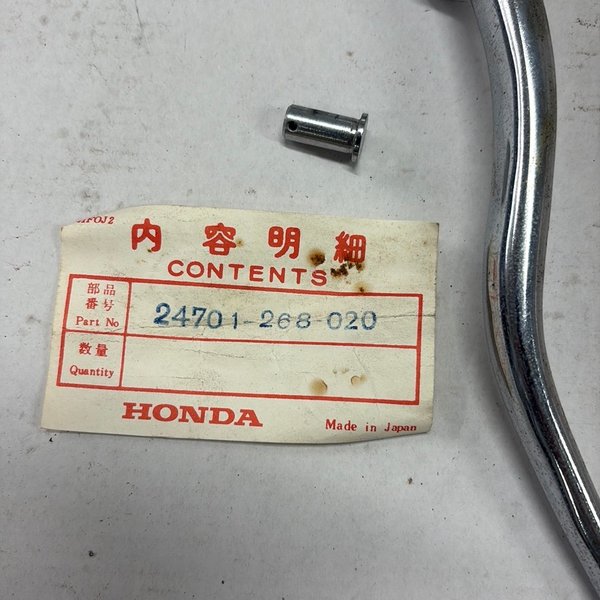 内容明細
CONTENTS
部品
番号
Part No
24701-268-020
数量
Quantity
HONDA
Made in Japan